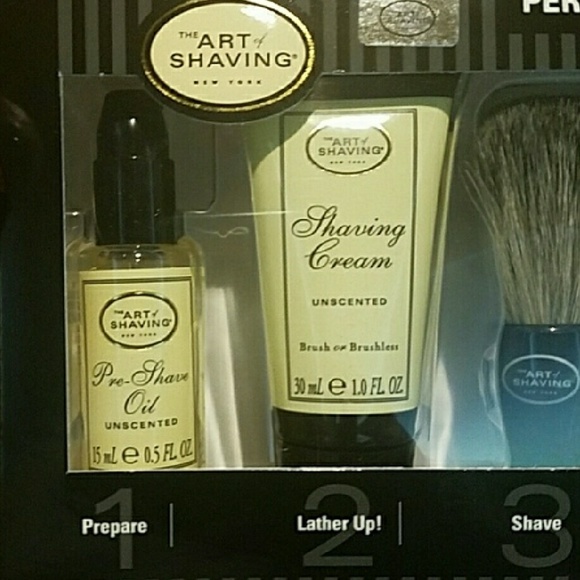 PER
THE
ART of
SHAVING®
NEW YORK
THE
ART of
SHAVING®
NEW YORK
Shaving
Cream
UNSCENTED
Brush or Brushless
30 mL e 1.0 FL. OZ.
THE
ART of
SHAVING®
Pre-Shave
Oil
UNSCENTED
15 mL e 0.5 FL. OZ.
THE
ART of
SHAVING
1
Prepare
2
Lather Up!
3
Shave